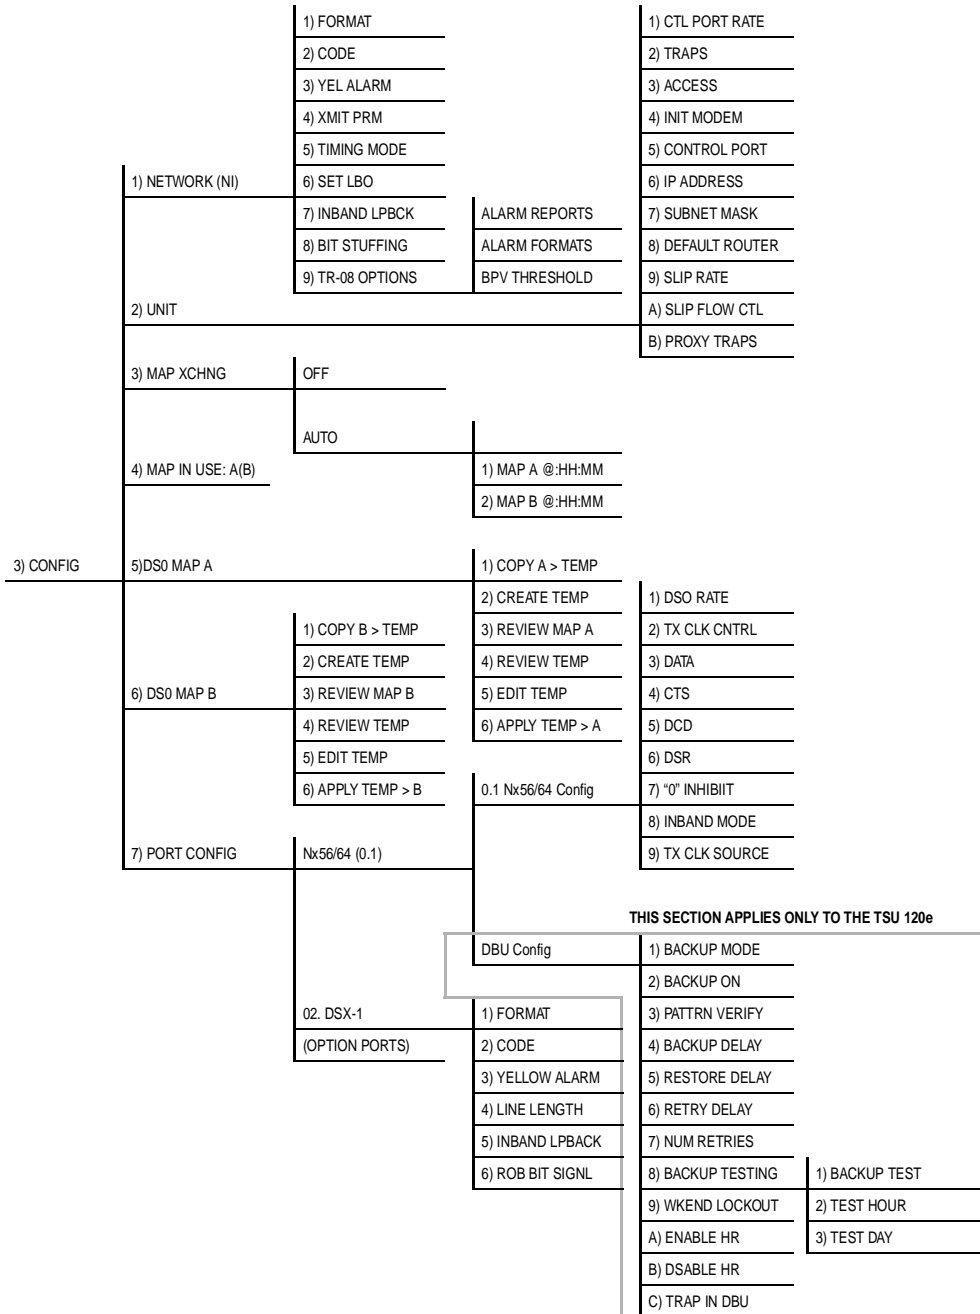 3) CONFIG
1) NETWORK (NI)
1) FORMAT
2) CODE
3) YEL ALARM
4) XMIT PRM
5) TIMING MODE
6) SET LBO
7) INBAND LPBCK
8) BIT STUFFING
9) TR-08 OPTIONS
ALARM REPORTS
ALARM FORMATS
BPV THRESHOLD
2) UNIT
1) CTL PORT RATE
2) TRAPS
3) ACCESS
4) INIT MODEM
5) CONTROL PORT
6) IP ADDRESS
7) SUBNET MASK
8) DEFAULT ROUTER
9) SLIP RATE
A) SLIP FLOW CTL
B) PROXY TRAPS
3) MAP XCHNG
OFF
AUTO
1) MAP A @:HH:MM
2) MAP B @:HH:MM
4) MAP IN USE: A(B)
5)DS0 MAP A
1) COPY A > TEMP
2) CREATE TEMP
3) REVIEW MAP A
4) REVIEW TEMP
5) EDIT TEMP
6) APPLY TEMP > A
6) DS0 MAP B
1) COPY B > TEMP
2) CREATE TEMP
3) REVIEW MAP B
4) REVIEW TEMP
5) EDIT TEMP
6) APPLY TEMP > B
7) PORT CONFIG
Nx56/64 (0.1)
0.1 Nx56/64 Config
1) DSO RATE
2) TX CLK CNTRL
3) DATA
4) CTS
5) DCD
6) DSR
7) “0” INHIBIIT
8) INBAND MODE
9) TX CLK SOURCE
THIS SECTION APPLIES ONLY TO THE TSU 120e
DBU Config
1) BACKUP MODE
2) BACKUP ON
3) PATTRN VERIFY
4) BACKUP DELAY
5) RESTORE DELAY
6) RETRY DELAY
7) NUM RETRIES
8) BACKUP TESTING
9) WKEND LOCKOUT
A) ENABLE HR
B) DSABLE HR
C) TRAP IN DBU
1) BACKUP TEST
2) TEST HOUR
3) TEST DAY
02. DSX-1
(OPTION PORTS)
1) FORMAT
2) CODE
3) YELLOW ALARM
4) LINE LENGTH
5) INBAND LPBACK
6) ROB BIT SIGNL